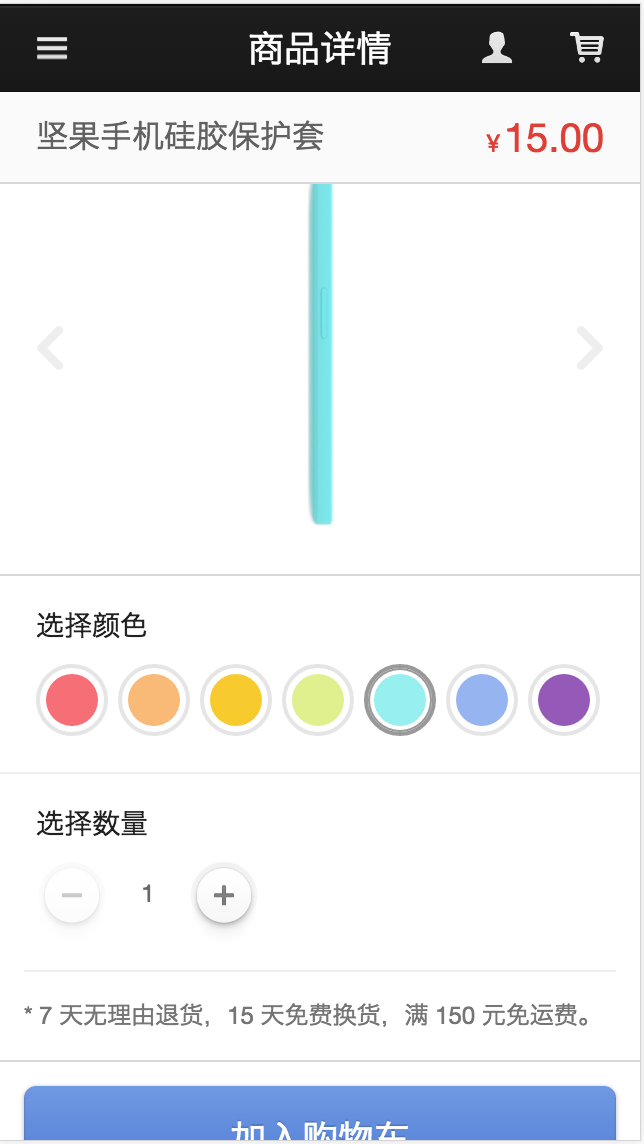 商品详情
坚果手机硅胶保护套
¥15.00
选择颜色
选择数量
1
* 7 天无理由退货，15 天免费换货，满 150 元免运费。
加入购物车